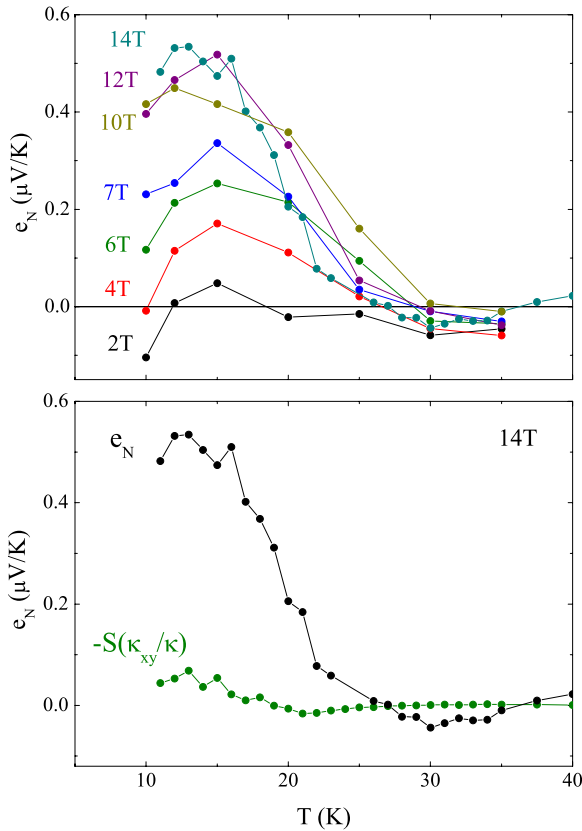 0.6
0.4
0.2
0.0
e_N (μV/K)
14T
12T
10T
7T
6T
4T
2T
0.6
0.4
0.2
0.0
e_N (μV/K)
e_N
14T
-S(κ_xy/κ)
10
20
30
40
T (K)